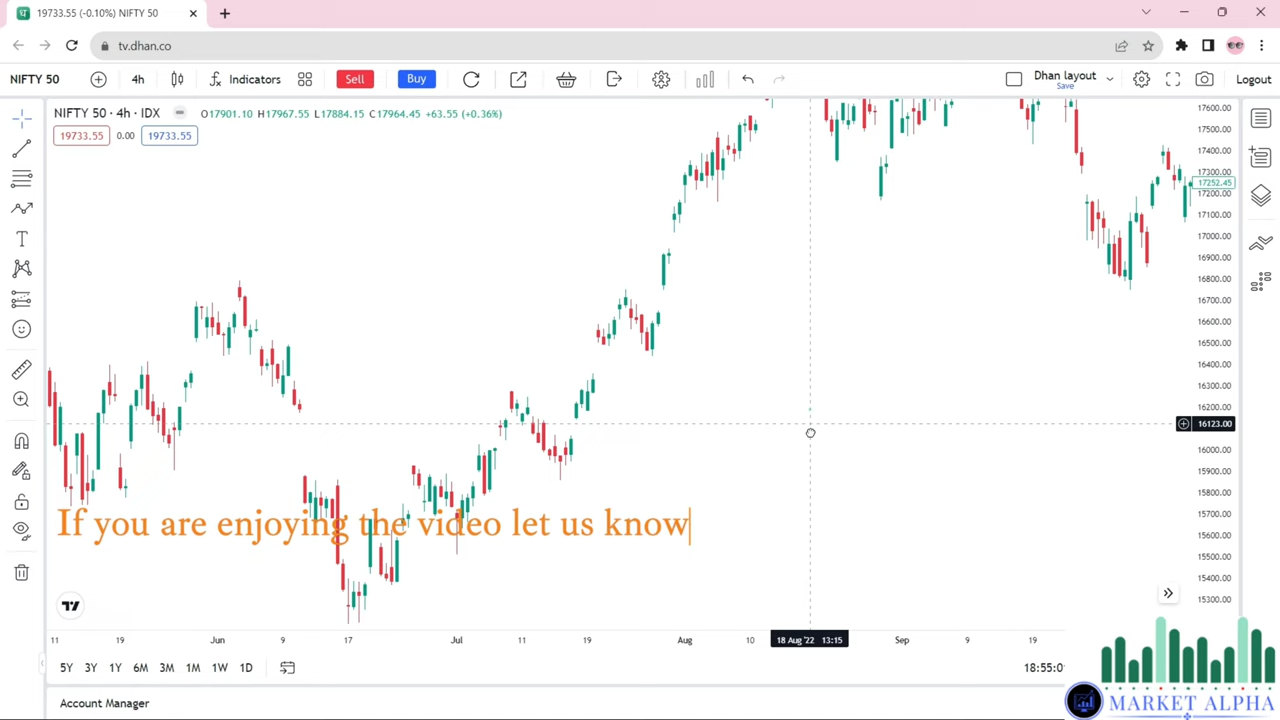 19733.55 (-0.10%) NIFTY 50
tv.dhan.co
NIFTY 50
4h
Indicators
Sell
Buy
Dhan layout
Save
Logout
NIFTY 50 · 4h · IDX
O17901.10 H17967.55 L17884.15 C17964.45 +63.55 (+0.36%)
19733.55 0.00 19733.55
17600.00
17500.00
17400.00
17300.00
17252.45
17200.00
17100.00
17000.00
16900.00
16800.00
16700.00
16600.00
16500.00
16400.00
16300.00
16200.00
16123.00
16000.00
15900.00
15800.00
15700.00
15600.00
15500.00
15400.00
15300.00
If you are enjoying the video let us know
11 19 Jun 9 17 Jul 11 19 Aug 10 18 Aug '22 13:15 Sep 9 19
5Y 3Y 1Y 6M 3M 1M 1W 1D
18:55:01
Account Manager
MARKET ALPHA